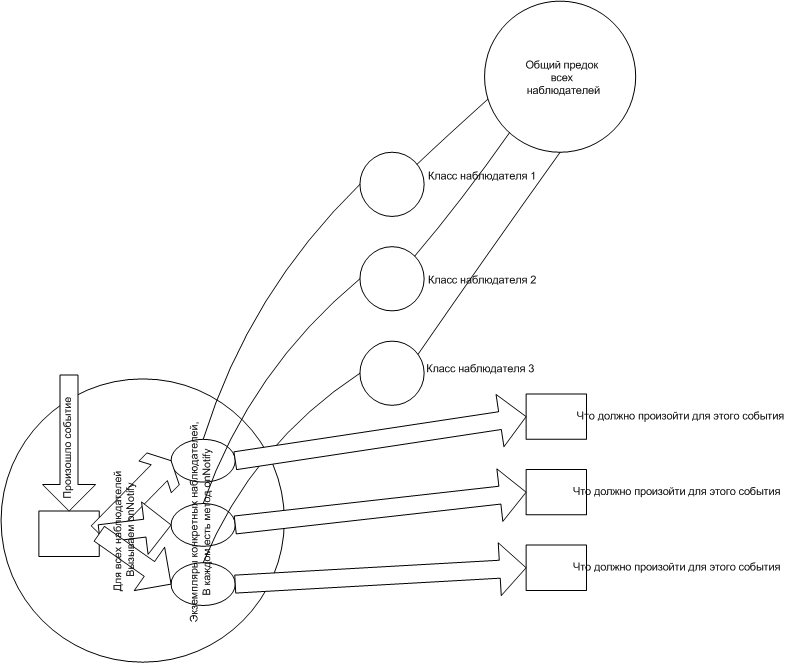 Общий предок
всех
наблюдателей
Класс наблюдателя 1
Класс наблюдателя 2
Класс наблюдателя 3
Произошло событие
Для всех наблюдателей
Вызываем onNotify
Экземпляры конкретных наблюдателей,
В каждом есть метод onNotify
Что должно произойти для этого события
Что должно произойти для этого события
Что должно произойти для этого события